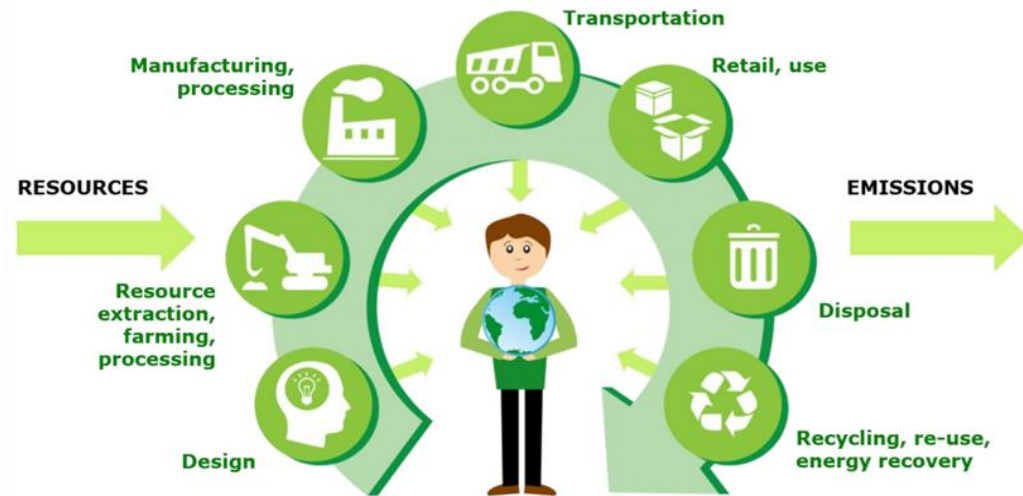 Transportation
Manufacturing,
processing
Retail, use
RESOURCES
EMISSIONS
Resource
extraction,
farming,
processing
Disposal
Design
Recycling, re-use,
energy recovery